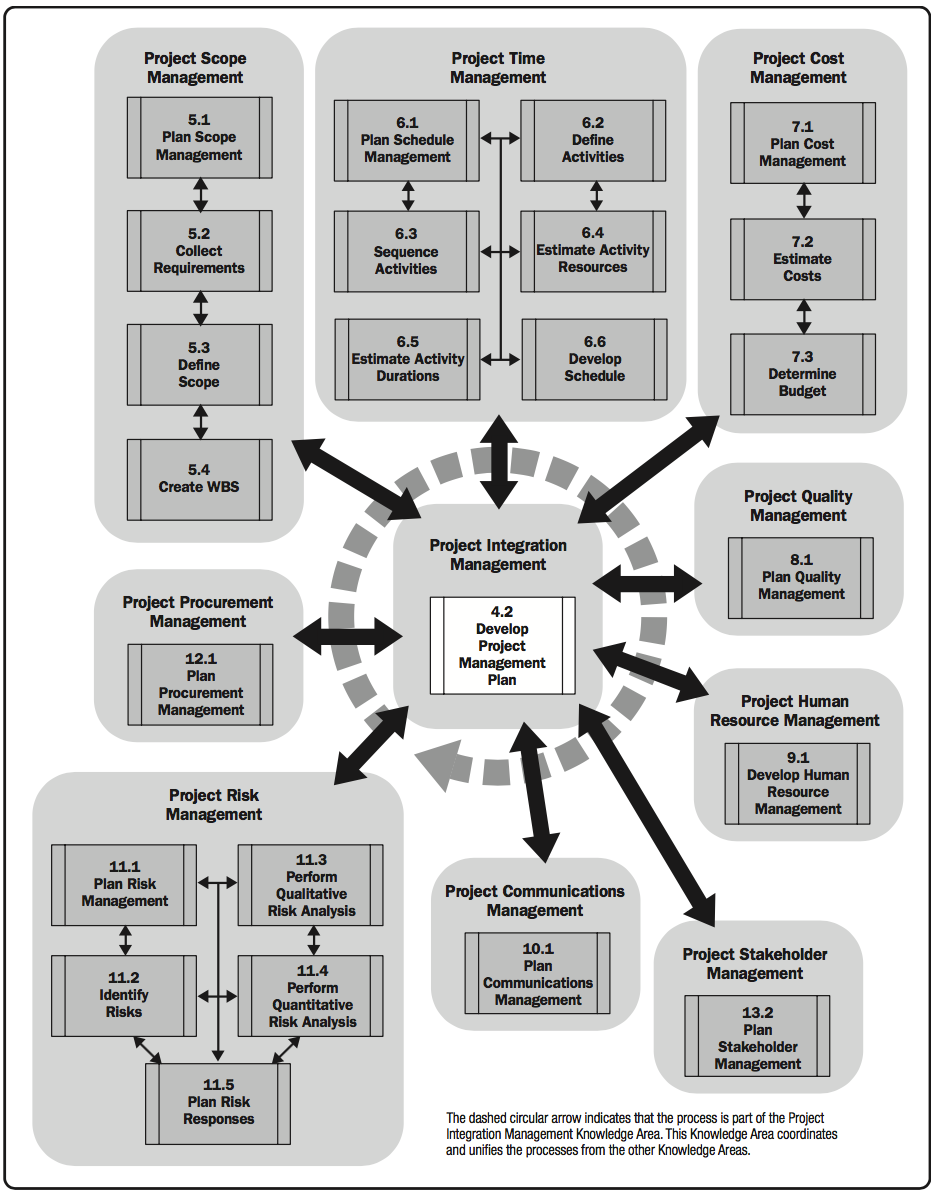 Project Scope
Management
5.1
Plan Scope
Management
5.2
Collect
Requirements
5.3
Define
Scope
5.4
Create WBS
Project Time
Management
6.1
Plan Schedule
Management
6.2
Define
Activities
6.3
Sequence
Activities
6.4
Estimate Activity
Resources
6.5
Estimate Activity
Durations
6.6
Develop
Schedule
Project Cost
Management
7.1
Plan Cost
Management
7.2
Estimate
Costs
7.3
Determine
Budget
Project Integration
Management
4.2
Develop
Project
Management
Plan
Project Quality
Management
8.1
Plan Quality
Management
Project Procurement
Management
12.1
Plan
Procurement
Management
Project Human
Resource Management
9.1
Develop Human
Resource
Management
Project Risk
Management
11.1
Plan Risk
Management
11.3
Perform
Qualitative
Risk Analysis
11.2
Identify
Risks
11.4
Perform
Quantitative
Risk Analysis
11.5
Plan Risk
Responses
Project Communications
Management
10.1
Plan
Communications
Management
Project Stakeholder
Management
13.2
Plan
Stakeholder
Management
The dashed circular arrow indicates that the process is part of the Project
Integration Management Knowledge Area. This Knowledge Area coordinates
and unifies the processes from the other Knowledge Areas.